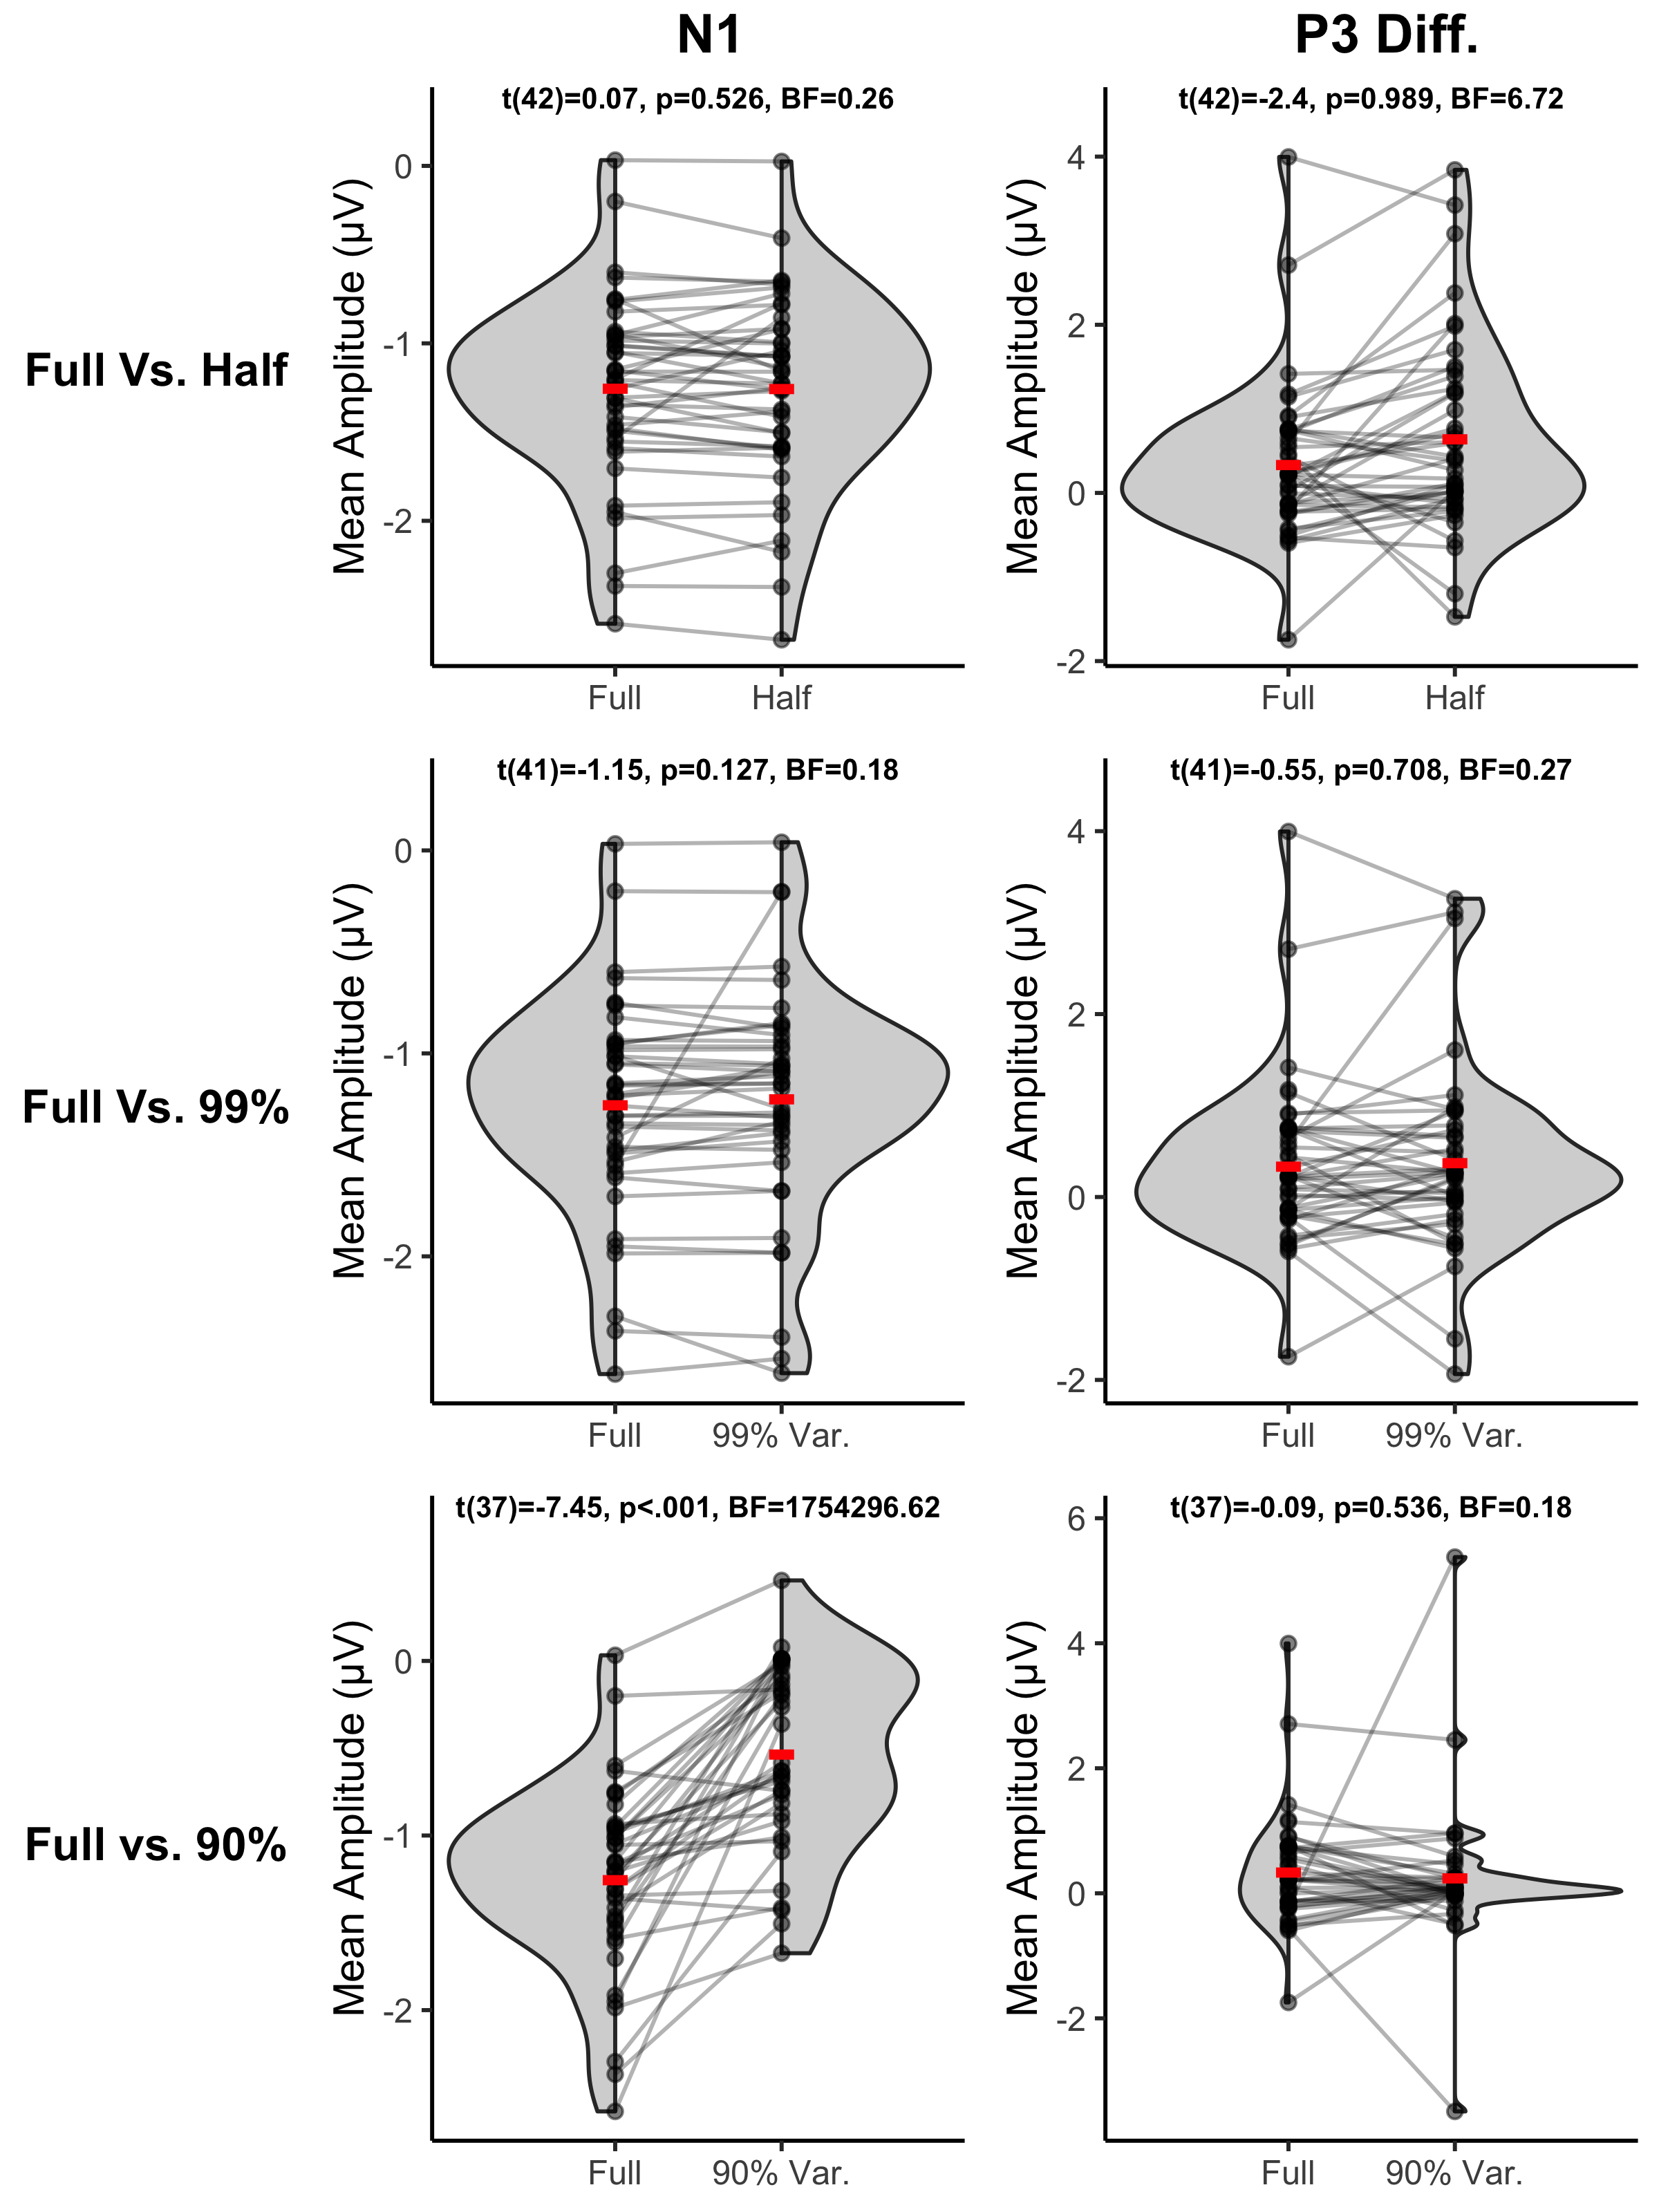 N1
P3 Diff.
Full Vs. Half
t(42)=0.07, p=0.526, BF=0.26
Mean Amplitude (µV)
0
-1
-2
Full
Half
t(42)=-2.4, p=0.989, BF=6.72
Mean Amplitude (µV)
4
2
0
-2
Full
Half
Full Vs. 99%
t(41)=-1.15, p=0.127, BF=0.18
Mean Amplitude (µV)
0
-1
-2
Full
99% Var.
t(41)=-0.55, p=0.708, BF=0.27
Mean Amplitude (µV)
4
2
0
-2
Full
99% Var.
Full vs. 90%
t(37)=-7.45, p<.001, BF=1754296.62
Mean Amplitude (µV)
0
-1
-2
Full
90% Var.
t(37)=-0.09, p=0.536, BF=0.18
Mean Amplitude (µV)
6
4
2
0
-2
Full
90% Var.